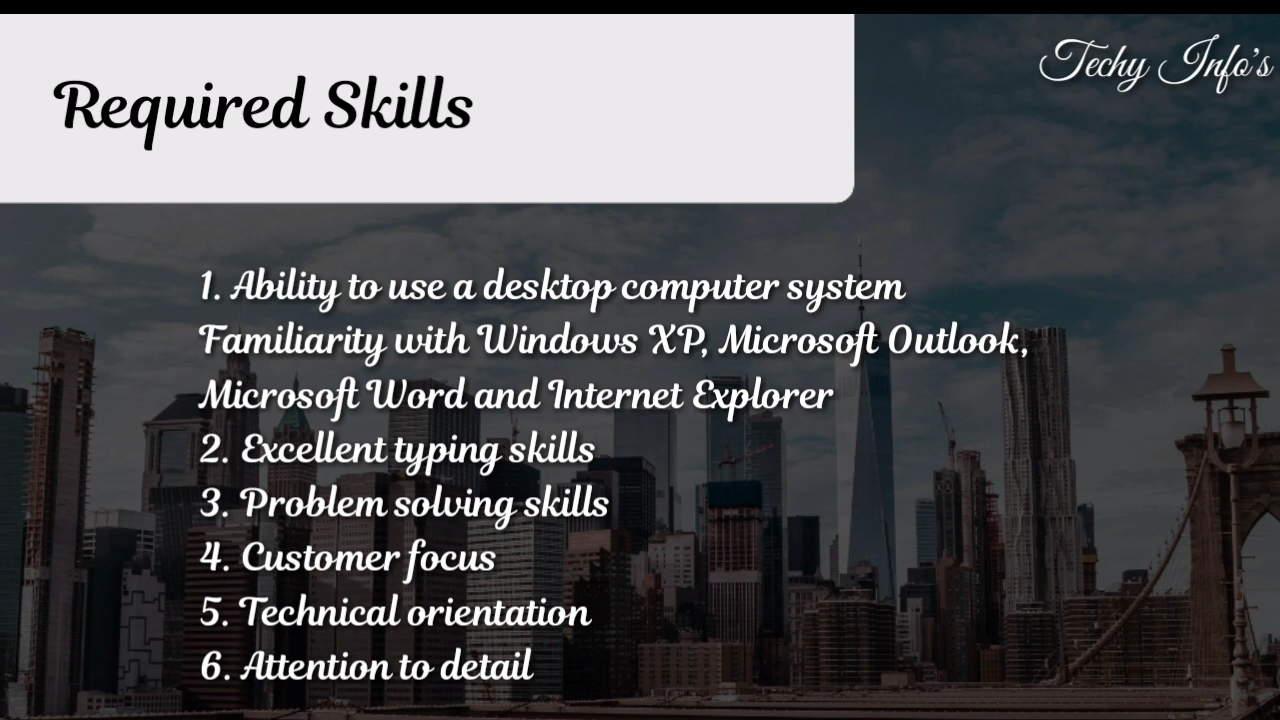 Required Skills
Techy Info's
1. Ability to use a desktop computer system
Familiarity with Windows XP, Microsoft Outlook,
Microsoft Word and Internet Explorer
2. Excellent typing skills
3. Problem solving skills
4. Customer focus
5. Technical orientation
6. Attention to detail